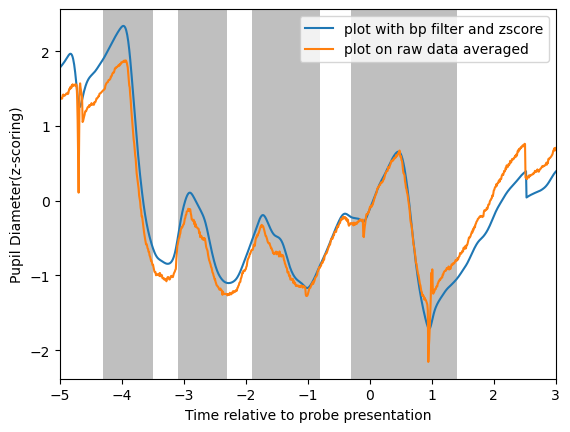 plot with bp filter and zscore
plot on raw data averaged
Pupil Diameter(z-scoring)
2
1
0
−1
−2
−5 −4 −3 −2 −1 0 1 2 3
Time relative to probe presentation